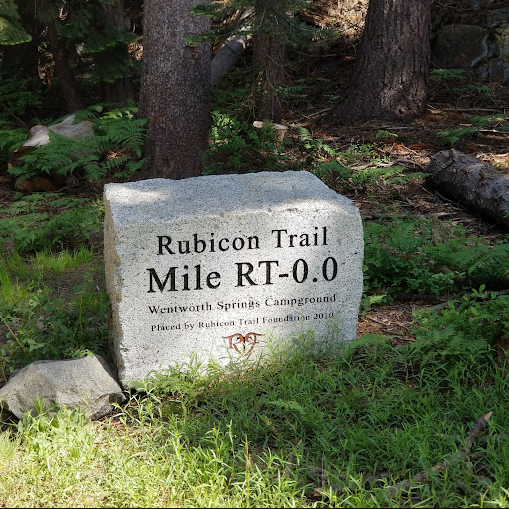 Rubicon Trail
Mile RT-0.0
Wentworth Springs Campground
Placed by Rubicon Trail Foundation 2010